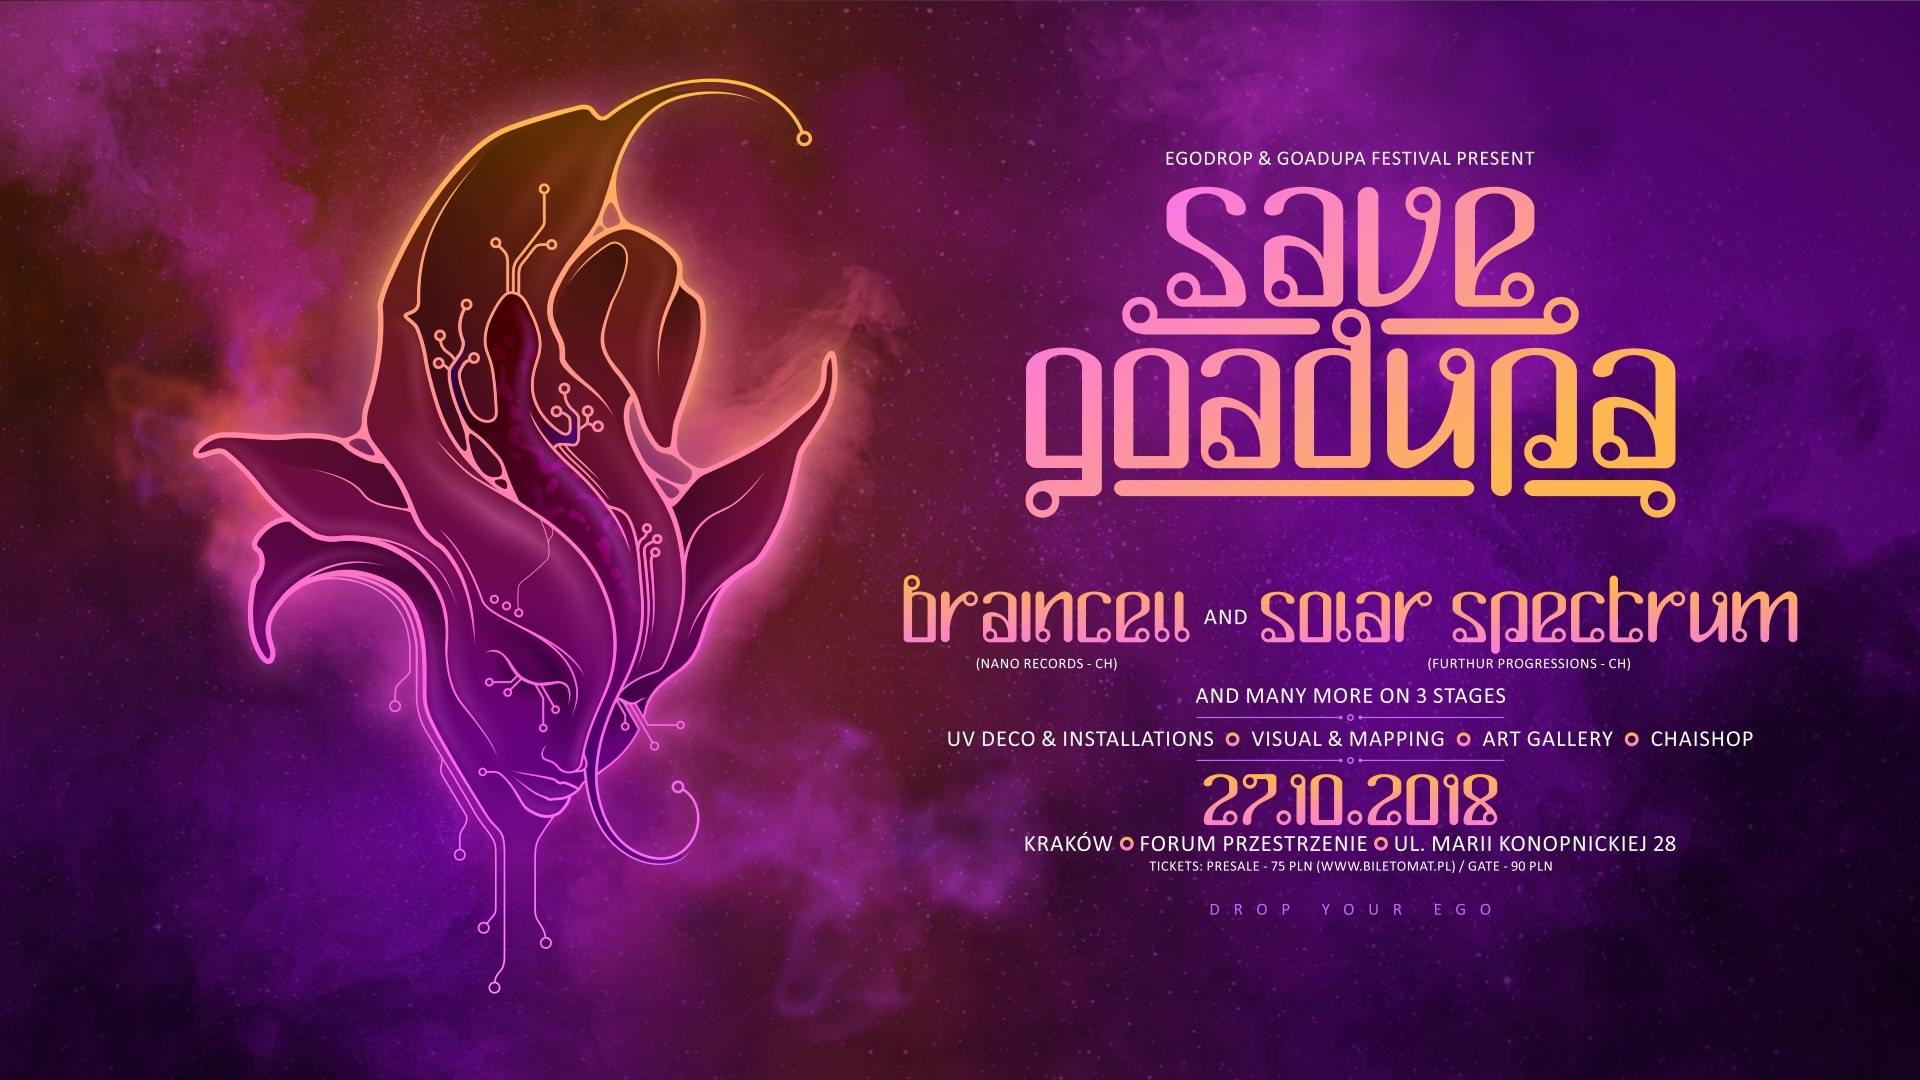 EGODROP & GOADUPA FESTIVAL PRESENT
save
goadupa
braincell AND solar spectrum
(NANO RECORDS - CH) (FURTHUR PROGRESSIONS - CH)
AND MANY MORE ON 3 STAGES
UV DECO & INSTALLATIONS VISUAL & MAPPING ART GALLERY CHAISHOP
27.10.2018
KRAKÓW FORUM PRZESTRZENIE UL. MARII KONOPNICKIEJ 28
TICKETS: PRESALE - 75 PLN (WWW.BILETOMAT.PL) / GATE - 90 PLN
DROP YOUR EGO